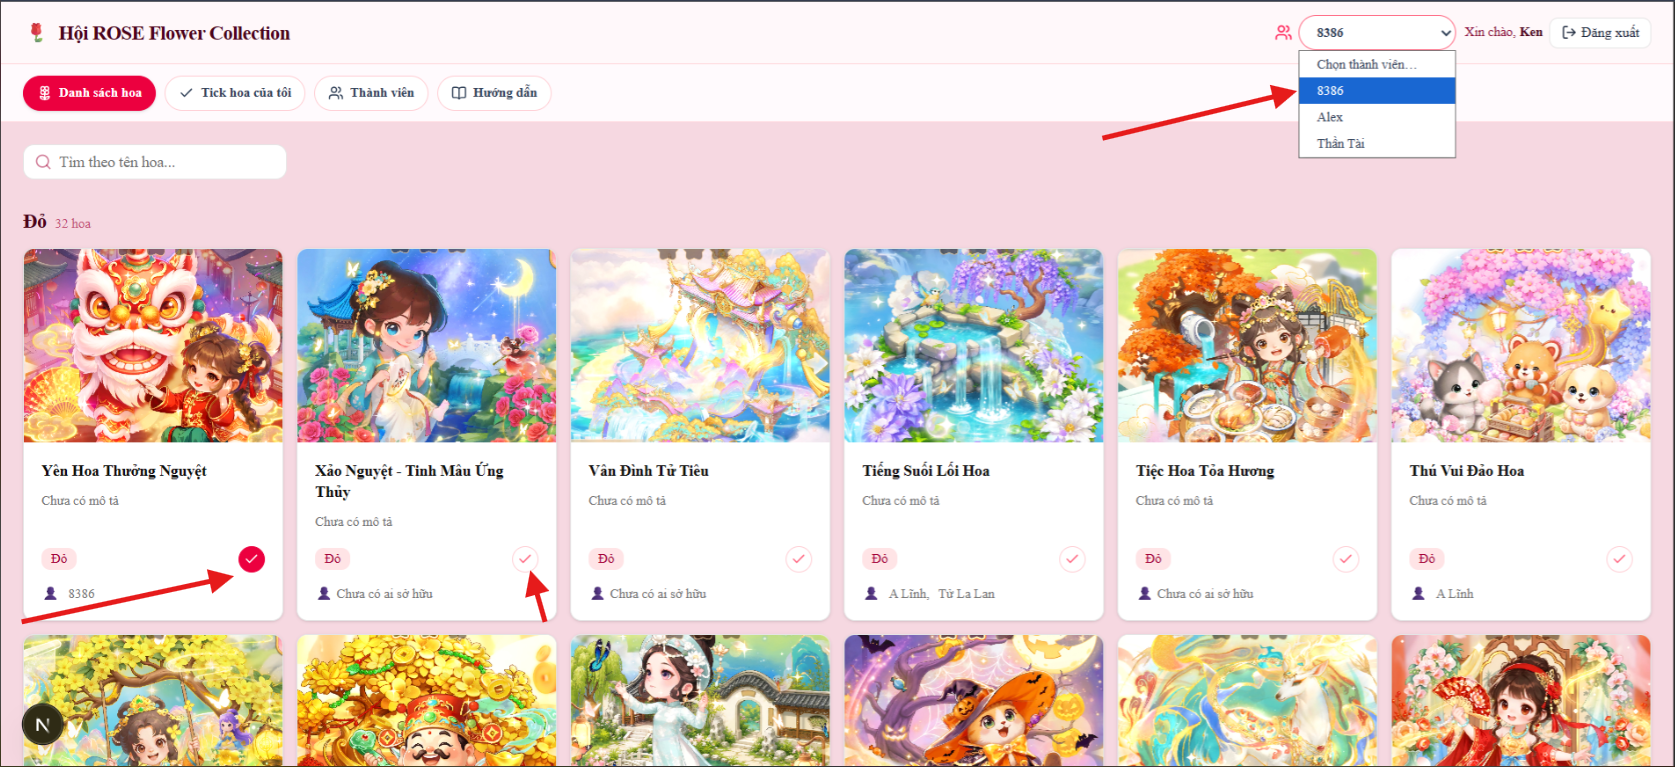 Hội ROSE Flower Collection
8386
Xin chào, Ken
Đăng xuất
Chọn thành viên...
8386
Alex
Thần Tài
Danh sách hoa
Tick hoa của tôi
Thành viên
Hướng dẫn
Tìm theo tên hoa...
Đỏ 32 hoa
Yên Hoa Thưởng Nguyệt
Chưa có mô tả
Đỏ
8386
Xảo Nguyệt - Tinh Mâu Ứng
Thủy
Chưa có mô tả
Đỏ
Chưa có ai sở hữu
Vân Đình Tử Tiêu
Chưa có mô tả
Đỏ
Chưa có ai sở hữu
Tiếng Suối Lối Hoa
Chưa có mô tả
Đỏ
A Lĩnh, Tử La Lan
Tiệc Hoa Tỏa Hương
Chưa có mô tả
Đỏ
Chưa có ai sở hữu
Thú Vui Đảo Hoa
Chưa có mô tả
Đỏ
A Lĩnh
N